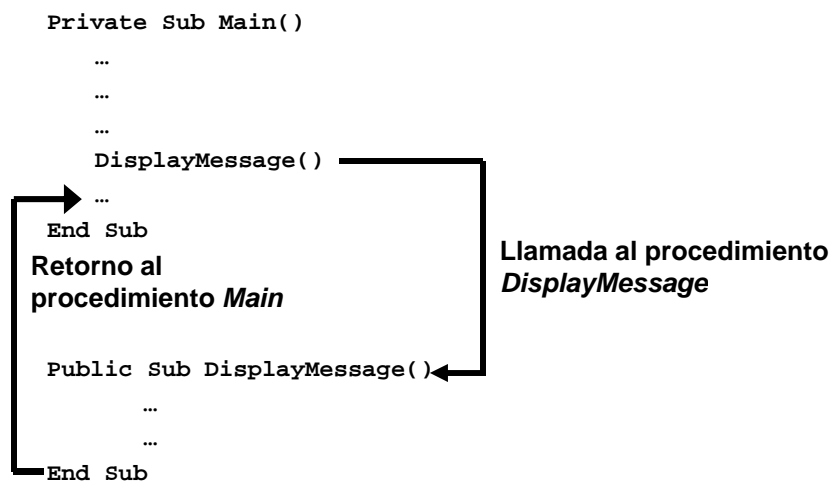 Private Sub Main()
…
…
…
DisplayMessage()
…
End Sub
Retorno al
procedimiento Main
Llamada al procedimiento
DisplayMessage
Public Sub DisplayMessage()
…
…
End Sub